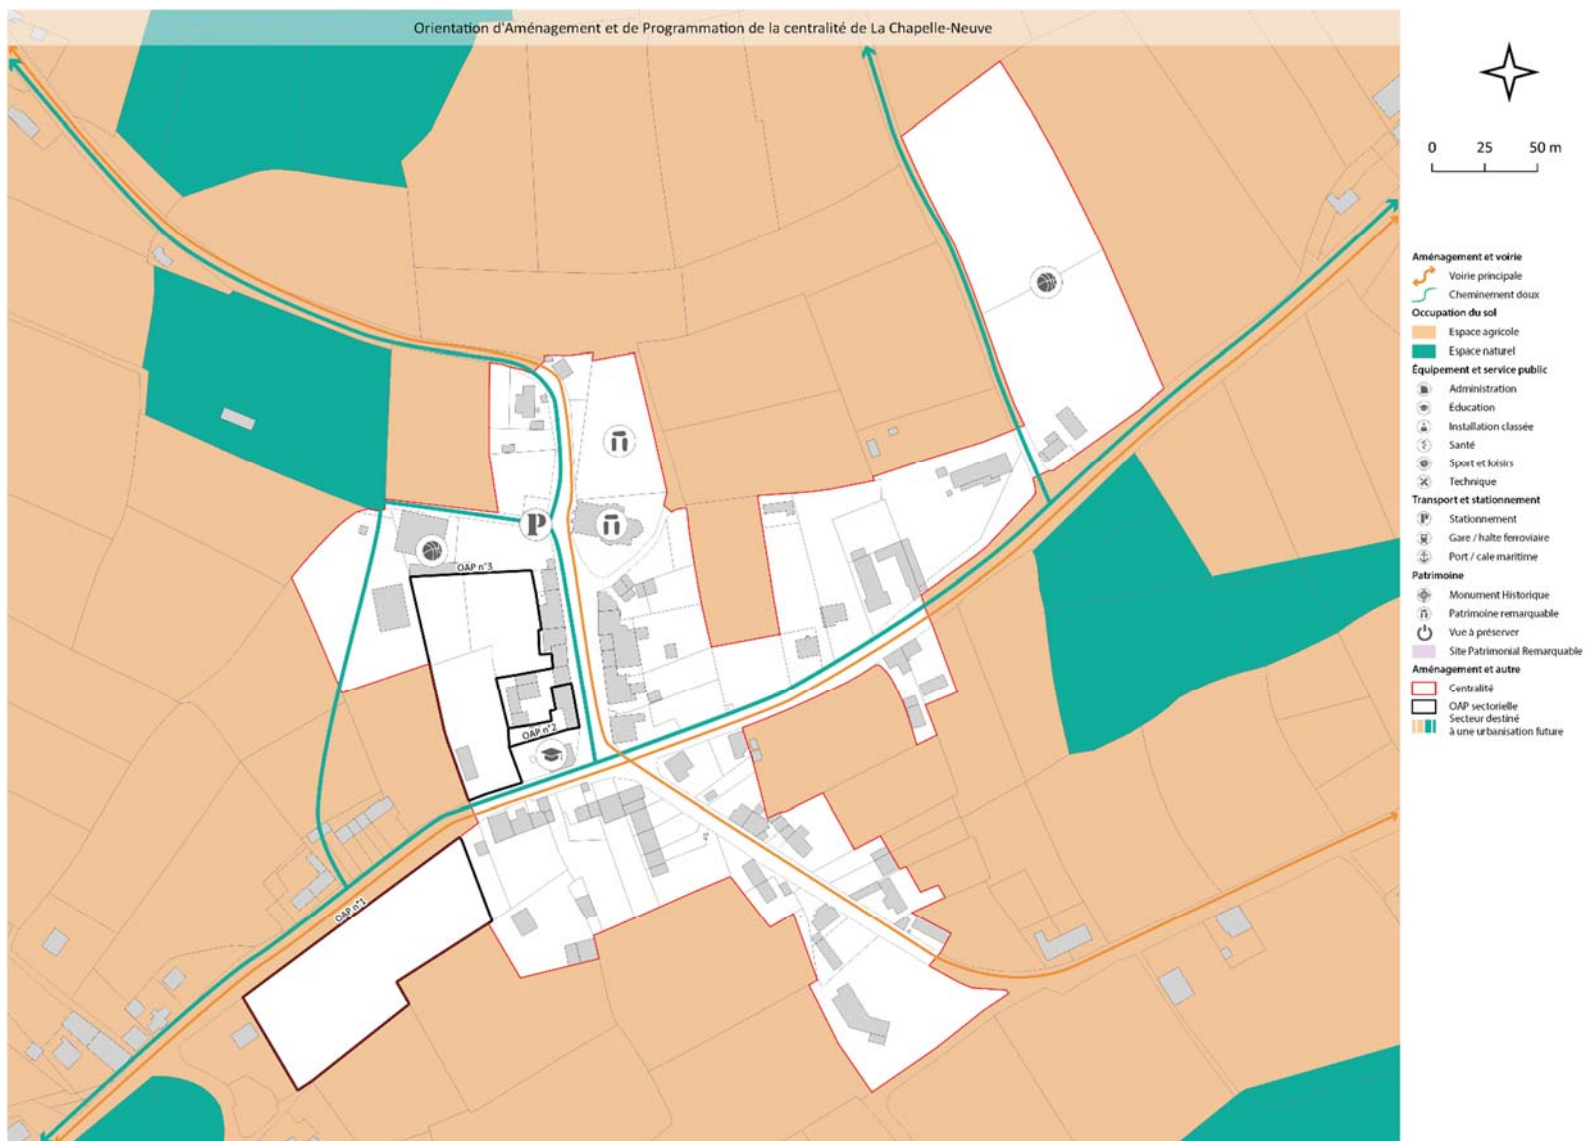 Orientation d'Aménagement et de Programmation de la centralité de La Chapelle-Neuve
0 25 50 m
Aménagement et voirie
Voirie principale
Cheminement doux
Occupation du sol
Espace agricole
Espace naturel
Équipement et service public
Administration
Education
Installation classée
Santé
Sport et loisirs
Technique
Transport et stationnement
P Stationnement
Gare / halte ferroviaire
Port / cale maritime
Patrimoine
Monument Historique
Patrimoine remarquable
Vue à préserver
Site Patrimonial Remarquable
Aménagement et autre
Centralité
OAP sectorielle
Secteur destiné
à une urbanisation future
P
OAP n°3
OAP n°2
OAP n°1